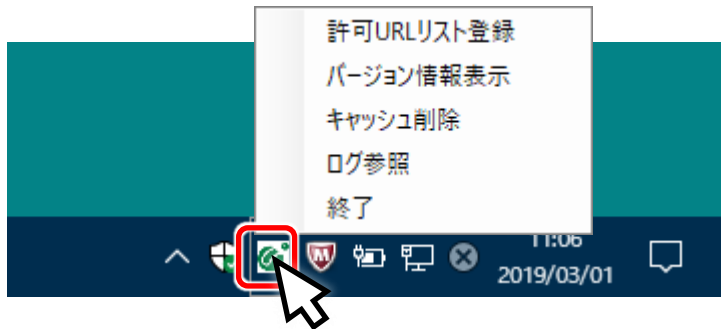 許可URLリスト登録
バージョン情報表示
キャッシュ削除
ログ参照
終了
11:06
2019/03/01